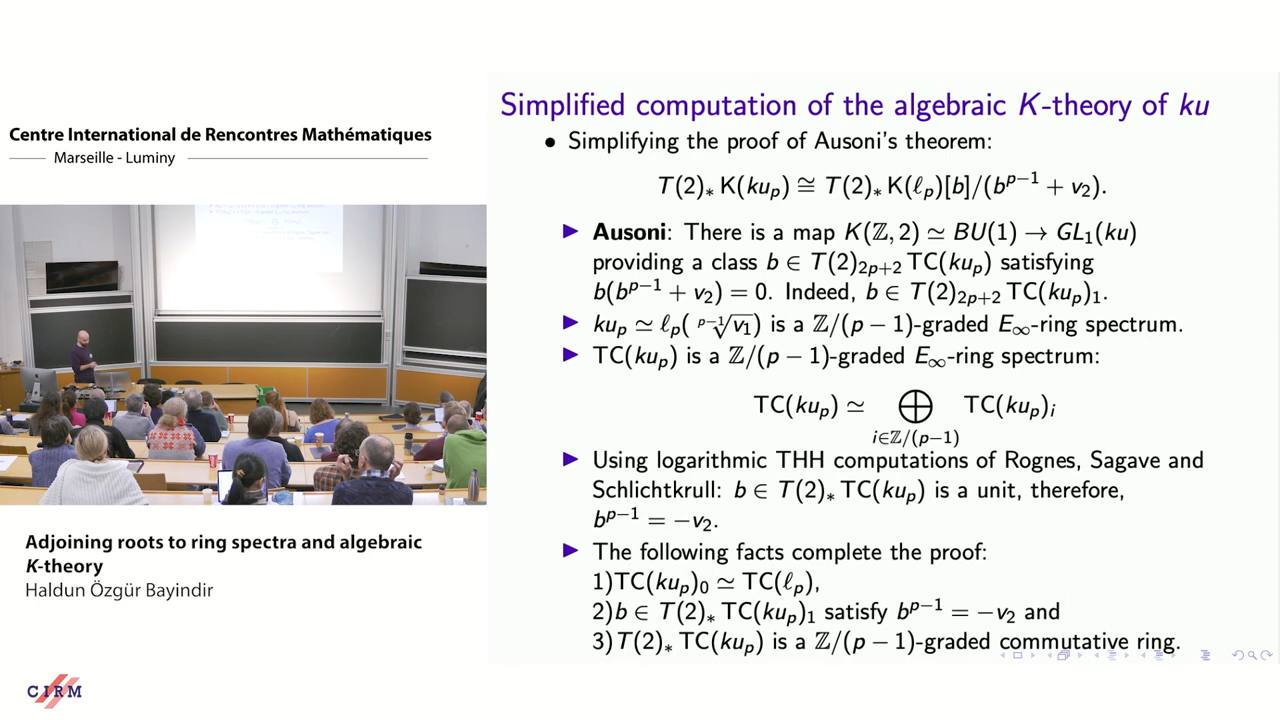 Centre International de Rencontres Mathématiques
Marseille - Luminy
Adjoining roots to ring spectra and algebraic
K-theory
Haldun Özgür Bayindir
CIRM
Simplified computation of the algebraic K-theory of ku
• Simplifying the proof of Ausoni's theorem:
T(2)_* K(ku_p) ≅ T(2)_* K(ℓ_p)[b]/(b^{p−1} + v_2).
▶ Ausoni: There is a map K(ℤ, 2) ≃ BU(1) → GL_1(ku)
providing a class b ∈ T(2)_{2p+2} TC(ku_p) satisfying
b(b^{p−1} + v_2) = 0. Indeed, b ∈ T(2)_{2p+2} TC(ku_p)_1.
▶ ku_p ≃ ℓ_p(\sqrt[p−1]{v_1}) is a ℤ/(p − 1)-graded E_∞-ring spectrum.
▶ TC(ku_p) is a ℤ/(p − 1)-graded E_∞-ring spectrum:
TC(ku_p) ≃ ⊕_{i∈ℤ/(p−1)} TC(ku_p)_i
▶ Using logarithmic THH computations of Rognes, Sagave and
Schlichtkrull: b ∈ T(2)_* TC(ku_p) is a unit, therefore,
b^{p−1} = −v_2.
▶ The following facts complete the proof:
1)TC(ku_p)_0 ≃ TC(ℓ_p),
2)b ∈ T(2)_* TC(ku_p)_1 satisfy b^{p−1} = −v_2 and
3)T(2)_* TC(ku_p) is a ℤ/(p − 1)-graded commutative ring.